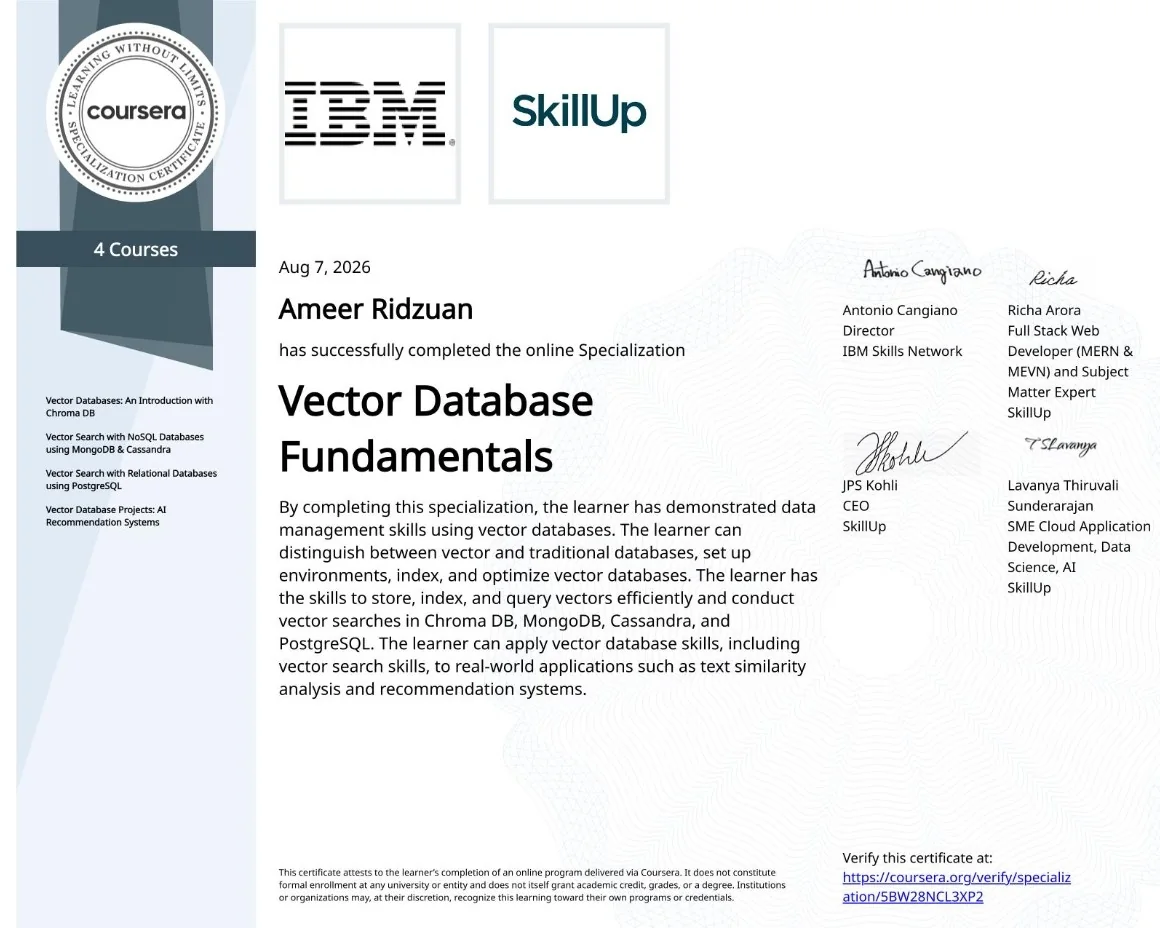 LEARNING WITHOUT LIMITS
coursera
SPECIALIZATION CERTIFICATE
4 Courses
Vector Databases: An Introduction with
Chroma DB
Vector Search with NoSQL Databases
using MongoDB & Cassandra
Vector Search with Relational Databases
using PostgreSQL
Vector Database Projects: AI
Recommendation Systems
IBM®
SkillUp
Aug 7, 2026
Ameer Ridzuan
has successfully completed the online Specialization
Vector Database
Fundamentals
By completing this specialization, the learner has demonstrated data
management skills using vector databases. The learner can
distinguish between vector and traditional databases, set up
environments, index, and optimize vector databases. The learner has
the skills to store, index, and query vectors efficiently and conduct
vector searches in Chroma DB, MongoDB, Cassandra, and
PostgreSQL. The learner can apply vector database skills, including
vector search skills, to real-world applications such as text similarity
analysis and recommendation systems.
Antonio Cangiano
Antonio Cangiano
Director
IBM Skills Network
Richa
Richa Arora
Full Stack Web
Developer (MERN &
MEVN) and Subject
Matter Expert
SkillUp
JPS Kohli
CEO
SkillUp
T S Lavanya
Lavanya Thiruvali
Sunderarajan
SME Cloud Application
Development, Data
Science, AI
SkillUp
This certificate attests to the learner's completion of an online program delivered via Coursera. It does not constitute
formal enrollment at any university or entity and does not itself grant academic credit, grades, or a degree. Institutions
or organizations may, at their discretion, recognize this learning toward their own programs or credentials.
Verify this certificate at:
https://coursera.org/verify/specializ
ation/5BW28NCL3XP2